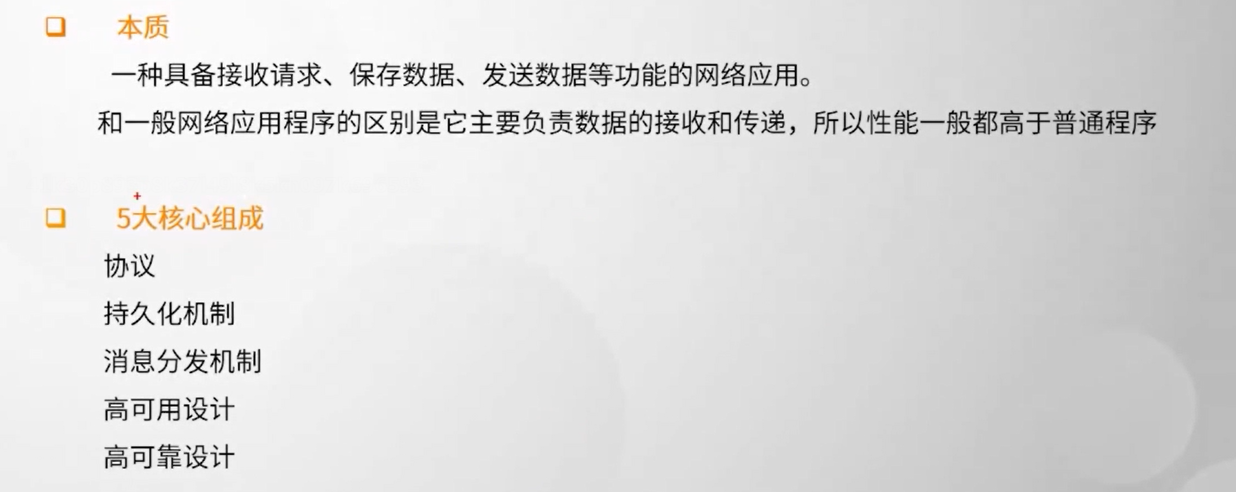 本质
一种具备接收请求、保存数据、发送数据等功能的网络应用。
和一般网络应用程序的区别是它主要负责数据的接收和传递，所以性能一般都高于普通程序
5大核心组成
协议
持久化机制
消息分发机制
高可用设计
高可靠设计